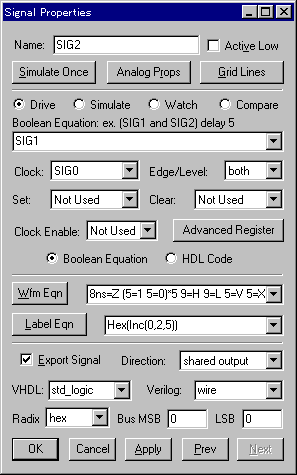 Signal Properties
Name: SIG2 Active Low
Simulate Once Analog Props Grid Lines
Drive Simulate Watch Compare
Boolean Equation: ex. (SIG1 and SIG2) delay 5
SIG1
Clock: SIG0 Edge/Level: both
Set: Not Used Clear: Not Used
Clock Enable: Not Used Advanced Register
Boolean Equation HDL Code
Wfm Eqn 8ns=Z (5=1 5=0)*5 9=H 9=L 5=V 5=X
Label Eqn Hex(Inc(0,2,5))
Export Signal Direction: shared output
VHDL: std_logic Verilog: wire
Radix hex Bus MSB 0 LSB 0
OK Cancel Apply Prev Next